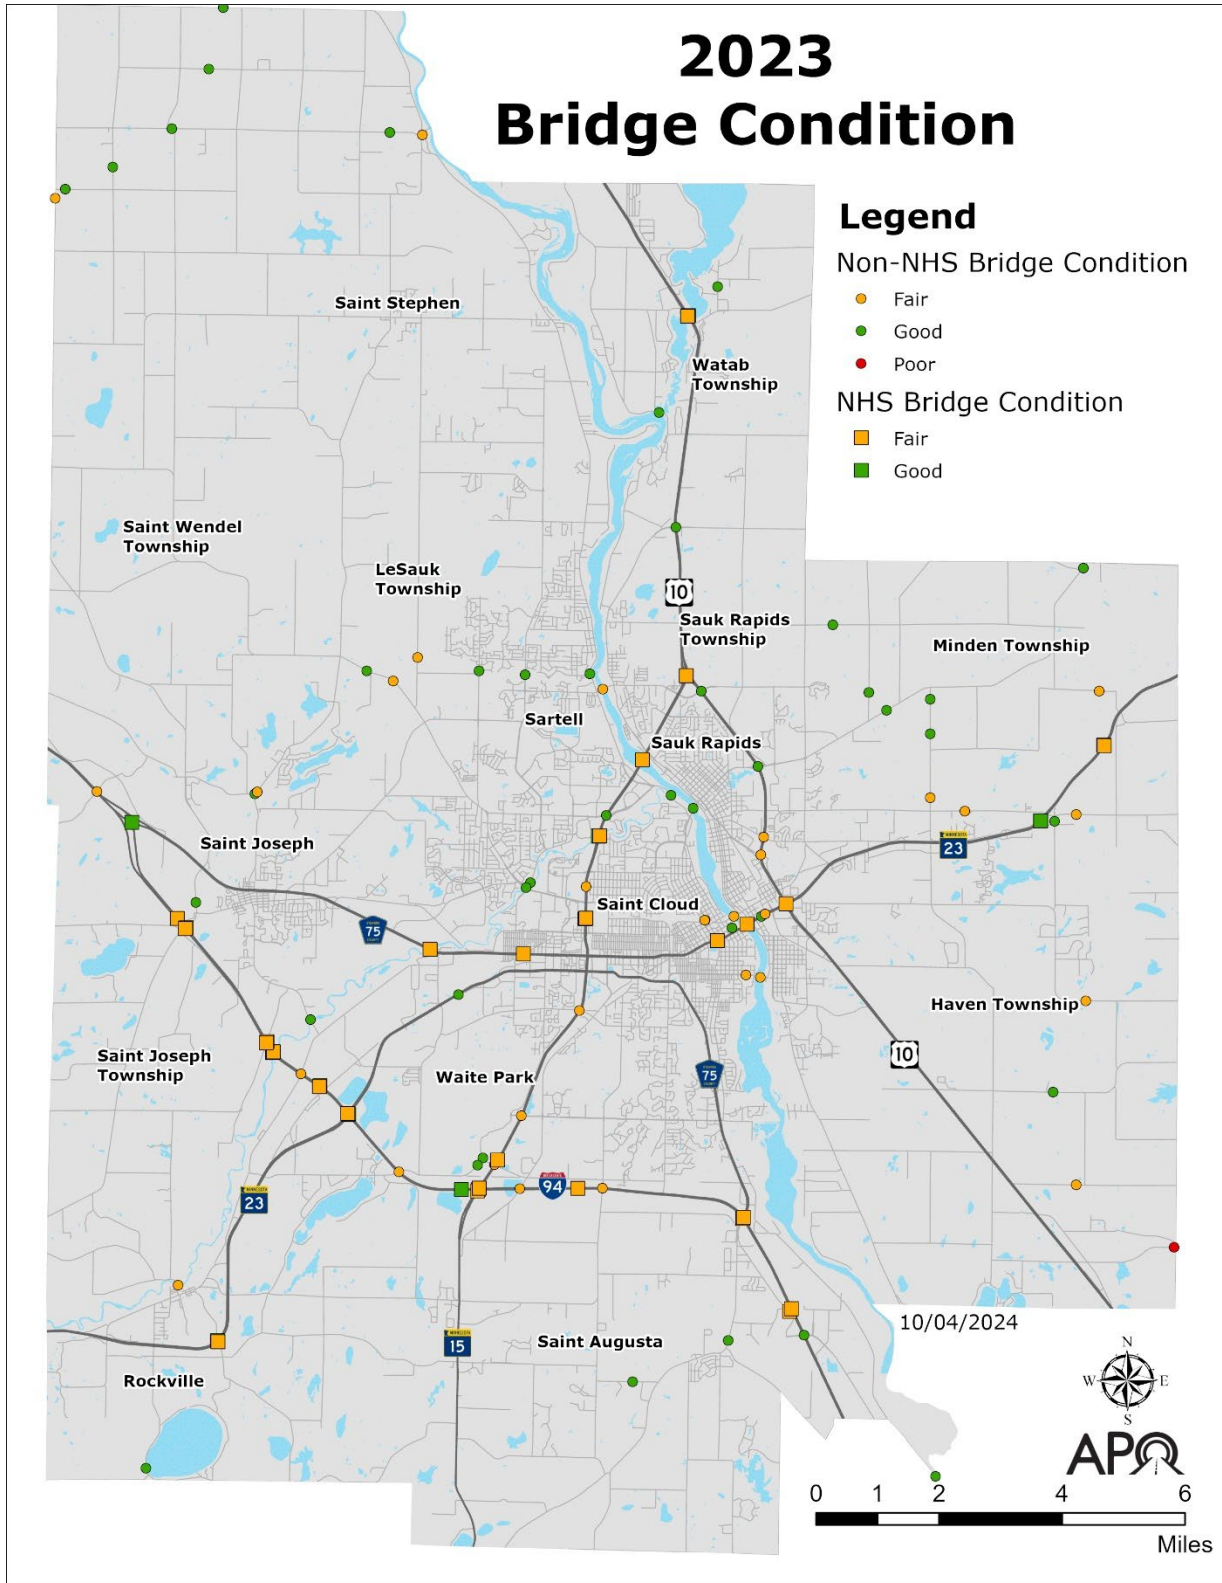 2023
Bridge Condition
Legend
Non-NHS Bridge Condition
Fair
Good
Poor
NHS Bridge Condition
Fair
Good
Saint Stephen
Watab
Township
Saint Wendel
Township
LeSauk
Township
10
Sauk Rapids
Township
Minden Township
Sartell
Sauk Rapids
Saint Joseph
MINNESOTA
23
Saint Cloud
75
Haven Township
10
Saint Joseph
Township
Waite Park
75
94
MINNESOTA
23
10/04/2024
MINNESOTA
15
Saint Augusta
Rockville
N
W
E
S
APO
0 1 2 4 6
Miles